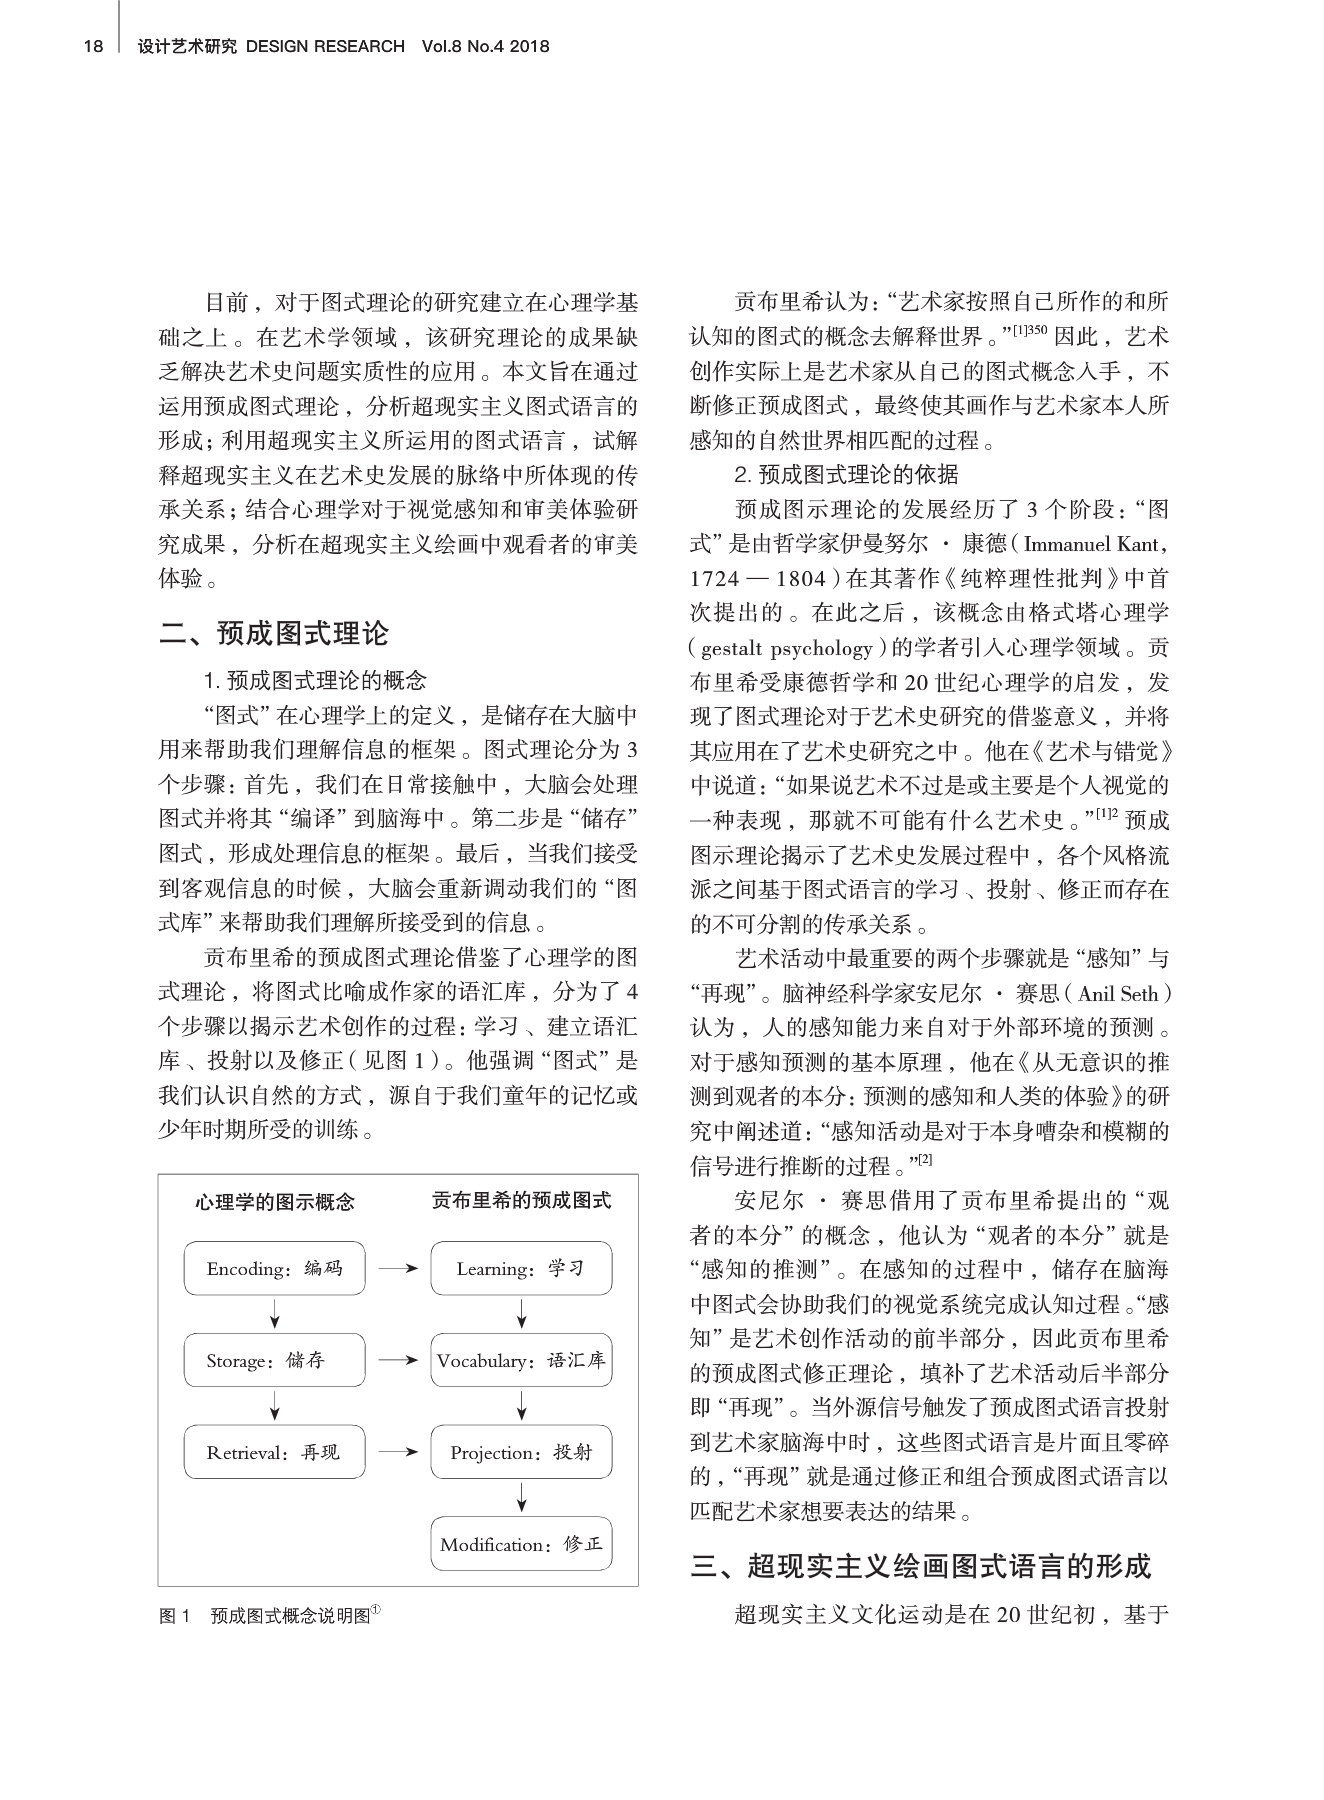 18 设计艺术研究 DESIGN RESEARCH Vol.8 No.4 2018
目前，对于图式理论的研究建立在心理学基
础之上。在艺术学领域，该研究理论的成果缺
乏解决艺术史问题实质性的应用。本文旨在通过
运用预成图式理论，分析超现实主义图式语言的
形成；利用超现实主义所运用的图式语言，试解
释超现实主义在艺术史发展的脉络中所体现的传
承关系；结合心理学对于视觉感知和审美体验研
究成果，分析在超现实主义绘画中观看者的审美
体验。
二、预成图式理论
1. 预成图式理论的概念
“图式”在心理学上的定义，是储存在大脑中
用来帮助我们理解信息的框架。图式理论分为 3
个步骤：首先，我们在日常接触中，大脑会处理
图式并将其“编译”到脑海中。第二步是“储存”
图式，形成处理信息的框架。最后，当我们接受
到客观信息的时候，大脑会重新调动我们的“图
式库”来帮助我们理解所接受到的信息。
贡布里希的预成图式理论借鉴了心理学的图
式理论，将图式比喻成作家的语汇库，分为了 4
个步骤以揭示艺术创作的过程：学习、建立语汇
库、投射以及修正（见图 1）。他强调“图式”是
我们认识自然的方式，源自于我们童年的记忆或
少年时期所受的训练。
心理学的图示概念 贡布里希的预成图式
Encoding：编码 Learning：学习
Storage：储存 Vocabulary：语汇库
Retrieval：再现 Projection：投射
Modification：修正
图 1 预成图式概念说明图①
贡布里希认为：“艺术家按照自己所作的和所
认知的图式的概念去解释世界。”[1]350 因此，艺术
创作实际上是艺术家从自己的图式概念入手，不
断修正预成图式，最终使其画作与艺术家本人所
感知的自然世界相匹配的过程。
2. 预成图式理论的依据
预成图示理论的发展经历了 3 个阶段：“图
式”是由哲学家伊曼努尔·康德（Immanuel Kant,
1724 — 1804）在其著作《纯粹理性批判》中首
次提出的。在此之后，该概念由格式塔心理学
（gestalt psychology）的学者引入心理学领域。贡
布里希受康德哲学和 20 世纪心理学的启发，发
现了图式理论对于艺术史研究的借鉴意义，并将
其应用在了艺术史研究之中。他在《艺术与错觉》
中说道：“如果说艺术不过是或主要是个人视觉的
一种表现，那就不可能有什么艺术史。”[1]2 预成
图示理论揭示了艺术史发展过程中，各个风格流
派之间基于图式语言的学习、投射、修正而存在
的不可分割的传承关系。
艺术活动中最重要的两个步骤就是“感知”与
“再现”。脑神经科学家安尼尔·赛思（Anil Seth）
认为，人的感知能力来自对于外部环境的预测。
对于感知预测的基本原理，他在《从无意识的推
测到观者的本分：预测的感知和人类的体验》的研
究中阐述道：“感知活动是对于本身嘈杂和模糊的
信号进行推断的过程。”[2]
安尼尔·赛思借用了贡布里希提出的“观
者的本分”的概念，他认为“观者的本分”就是
“感知的推测”。在感知的过程中，储存在脑海
中图式会协助我们的视觉系统完成认知过程。“感
知”是艺术创作活动的前半部分，因此贡布里希
的预成图式修正理论，填补了艺术活动后半部分
即“再现”。当外源信号触发了预成图式语言投射
到艺术家脑海中时，这些图式语言是片面且零碎
的，“再现”就是通过修正和组合预成图式语言以
匹配艺术家想要表达的结果。
三、超现实主义绘画图式语言的形成
超现实主义文化运动是在 20 世纪初，基于